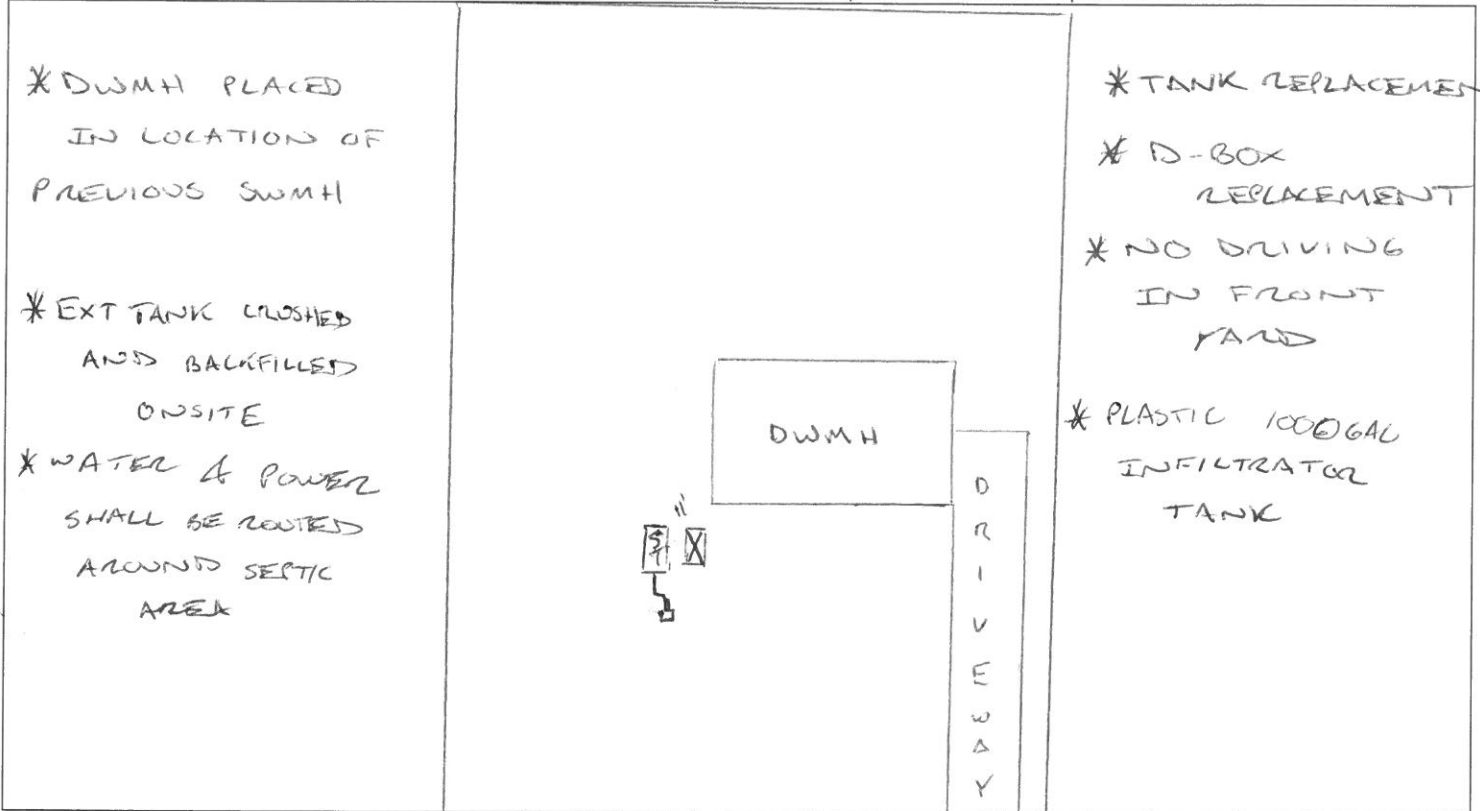 * DWMH PLACED
IN LOCATION OF
PREVIOUS SWMH
* EXT TANK CRUSHED
AND BACKFILLED
ONSITE
* WATER & POWER
SHALL BE ROUTED
AROUND SEPTIC
AREA
DWMH
ST
DRIVEWAY
* TANK REPLACEMEN
* D-BOX
REPLACEMENT
* NO DRIVING
IN FRONT
YARD
* PLASTIC 1000GAL
INFILTRATOR
TANK